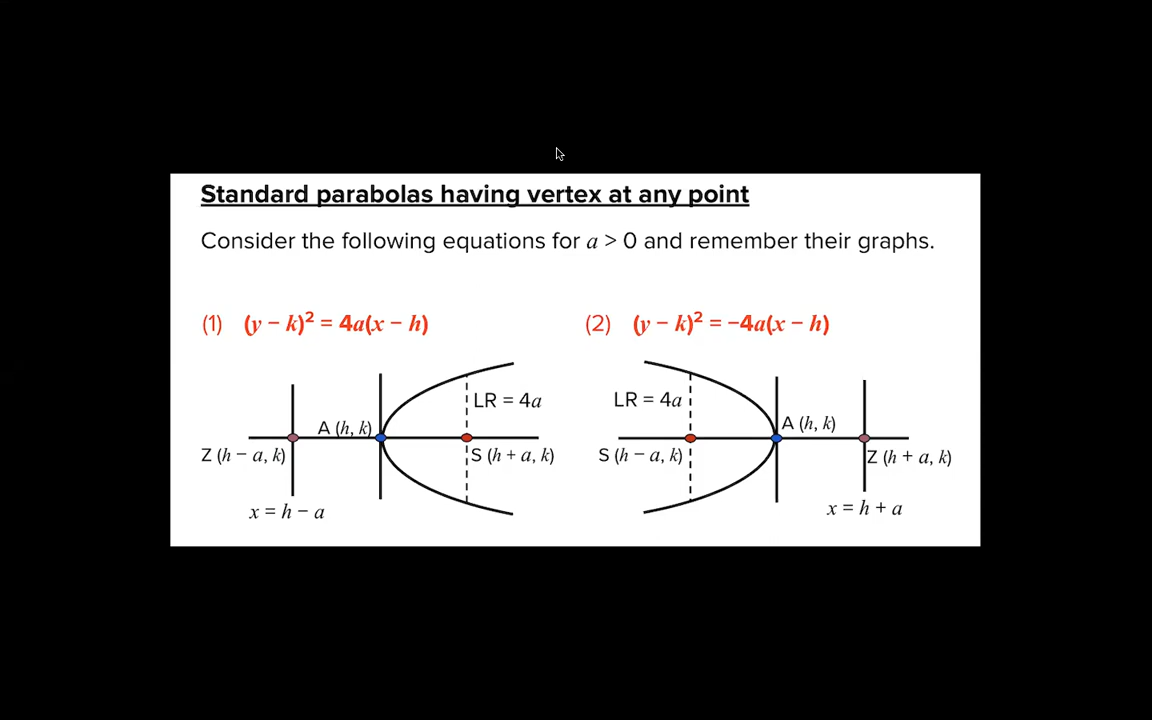 Standard parabolas having vertex at any point
Consider the following equations for a > 0 and remember their graphs.
(1) (y − k)² = 4a(x − h)
(2) (y − k)² = −4a(x − h)
LR = 4a
A (h, k)
Z (h − a, k)
S (h + a, k)
x = h − a
LR = 4a
A (h, k)
S (h − a, k)
Z (h + a, k)
x = h + a